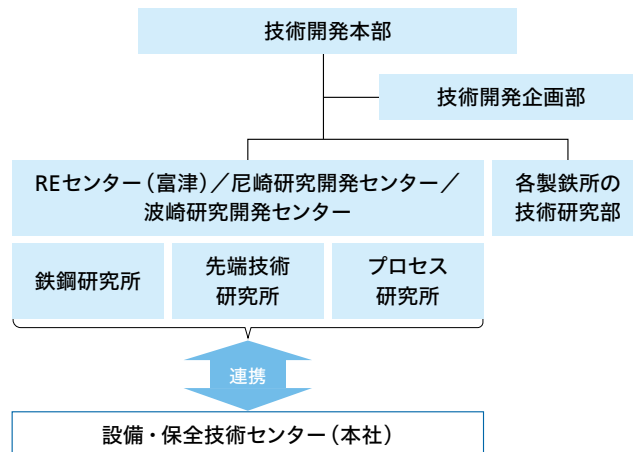 技術開発本部
技術開発企画部
REセンター(富津)/尼崎研究開発センター/
波崎研究開発センター
各製鉄所の
技術研究部
鉄鋼研究所
先端技術
研究所
プロセス
研究所
連携
設備・保全技術センター(本社)